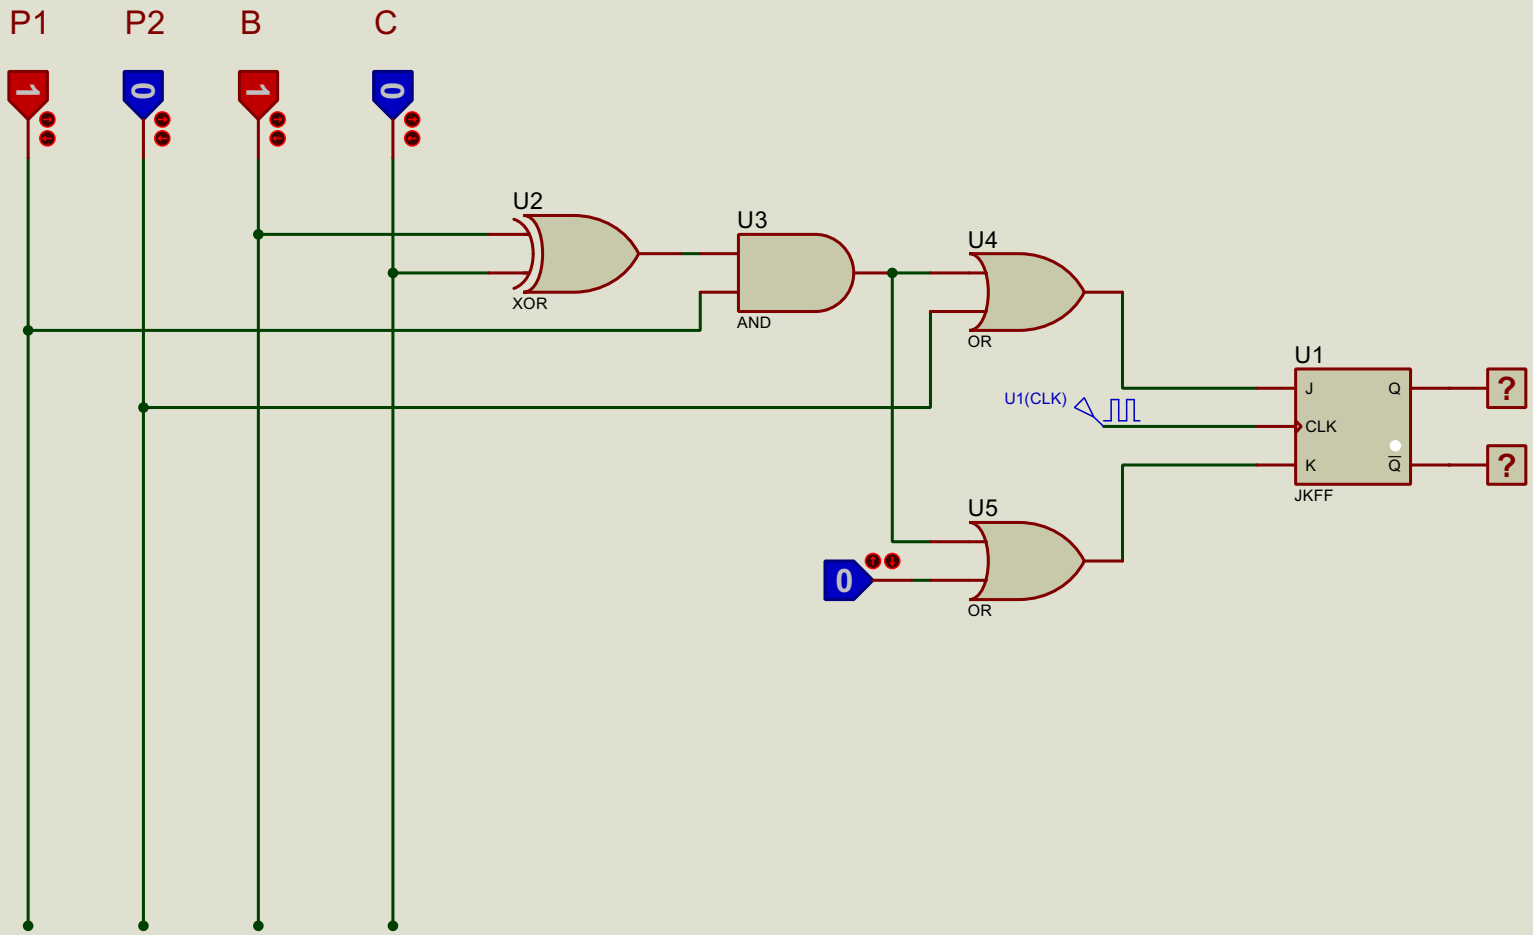 P1 P2 B C
1 0 1 0
U2
XOR
U3
AND
U4
OR
U1(CLK)
U1
J Q ?
CLK
K Q ?
JKFF
U5
0
OR